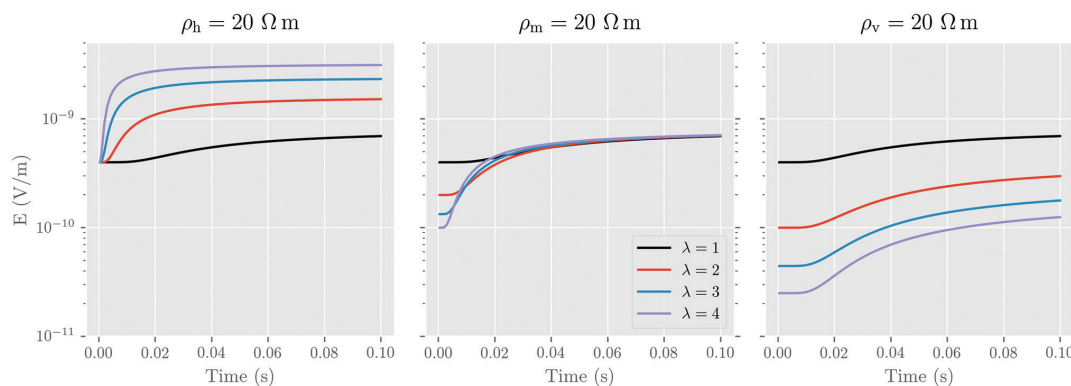 ρh = 20 Ω m
ρm = 20 Ω m
ρv = 20 Ω m
E (V/m)
10−9
10−10
10−11
λ = 1
λ = 2
λ = 3
λ = 4
0.00 0.02 0.04 0.06 0.08 0.10
0.00 0.02 0.04 0.06 0.08 0.10
0.00 0.02 0.04 0.06 0.08 0.10
Time (s)
Time (s)
Time (s)